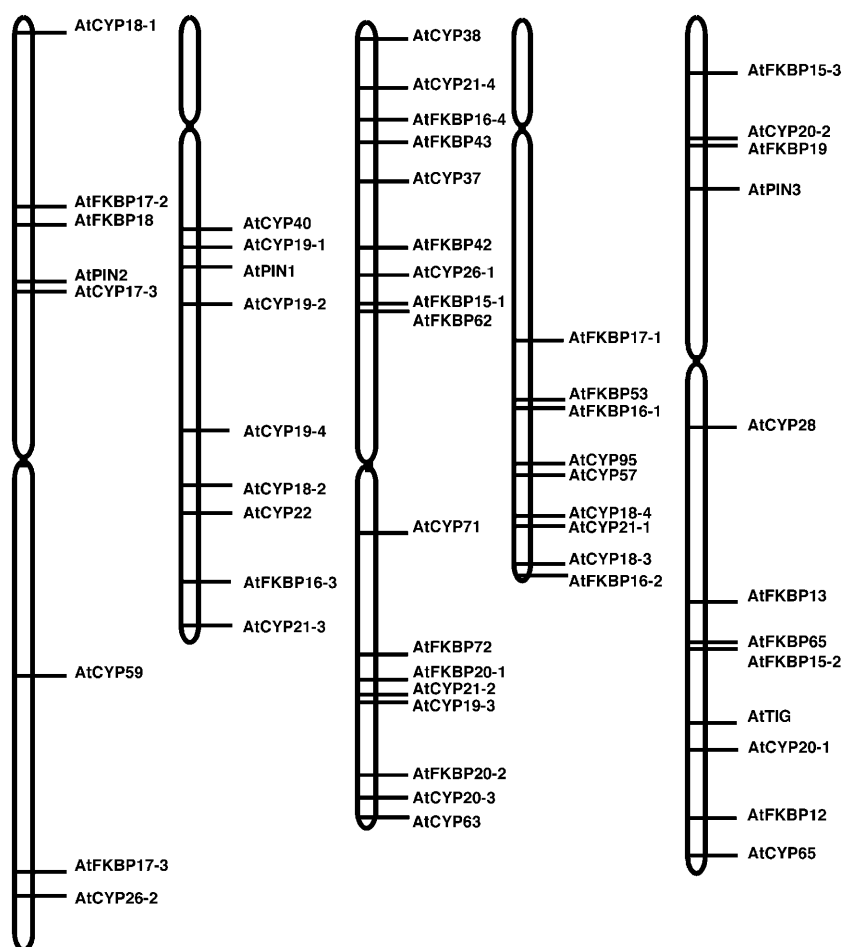 AtCYP18-1
AtFKBP17-2
AtFKBP18
AtPIN2
AtCYP17-3
AtCYP59
AtFKBP17-3
AtCYP26-2
AtCYP40
AtCYP19-1
AtPIN1
AtCYP19-2
AtCYP19-4
AtCYP18-2
AtCYP22
AtFKBP16-3
AtCYP21-3
AtCYP38
AtCYP21-4
AtFKBP16-4
AtFKBP43
AtCYP37
AtFKBP42
AtCYP26-1
AtFKBP15-1
AtFKBP62
AtCYP71
AtFKBP72
AtFKBP20-1
AtCYP21-2
AtCYP19-3
AtFKBP20-2
AtCYP20-3
AtCYP63
AtFKBP17-1
AtFKBP53
AtFKBP16-1
AtCYP95
AtCYP57
AtCYP18-4
AtCYP21-1
AtCYP18-3
AtFKBP16-2
AtFKBP15-3
AtCYP20-2
AtFKBP19
AtPIN3
AtCYP28
AtFKBP13
AtFKBP65
AtFKBP15-2
AtTIG
AtCYP20-1
AtFKBP12
AtCYP65